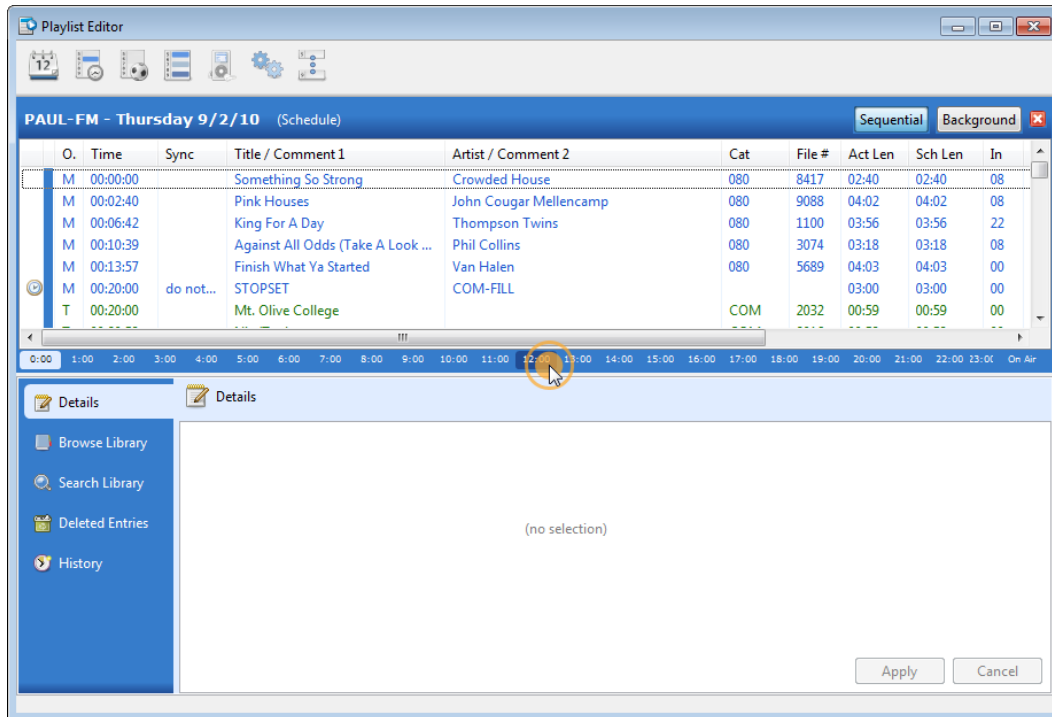 Playlist Editor
12
PAUL-FM - Thursday 9/2/10 (Schedule) Sequential Background
O. Time Sync Title / Comment 1 Artist / Comment 2 Cat File # Act Len Sch Len In
M 00:00:00 Something So Strong Crowded House 080 8417 02:40 02:40 08
M 00:02:40 Pink Houses John Cougar Mellencamp 080 9088 04:02 04:02 08
M 00:06:42 King For A Day Thompson Twins 080 1100 03:56 03:56 22
M 00:10:39 Against All Odds (Take A Look ... Phil Collins 080 3074 03:18 03:18 08
M 00:13:57 Finish What Ya Started Van Halen 080 5689 04:03 04:03 00
M 00:20:00 do not... STOPSET COM-FILL 03:00 03:00 00
T 00:20:00 Mt. Olive College COM 2032 00:59 00:59 00
0:00 1:00 2:00 3:00 4:00 5:00 6:00 7:00 8:00 9:00 10:00 11:00 12:00 13:00 14:00 15:00 16:00 17:00 18:00 19:00 20:00 21:00 22:00 23:0( On Air
Details
Details
Browse Library
Search Library
Deleted Entries
(no selection)
History
Apply Cancel